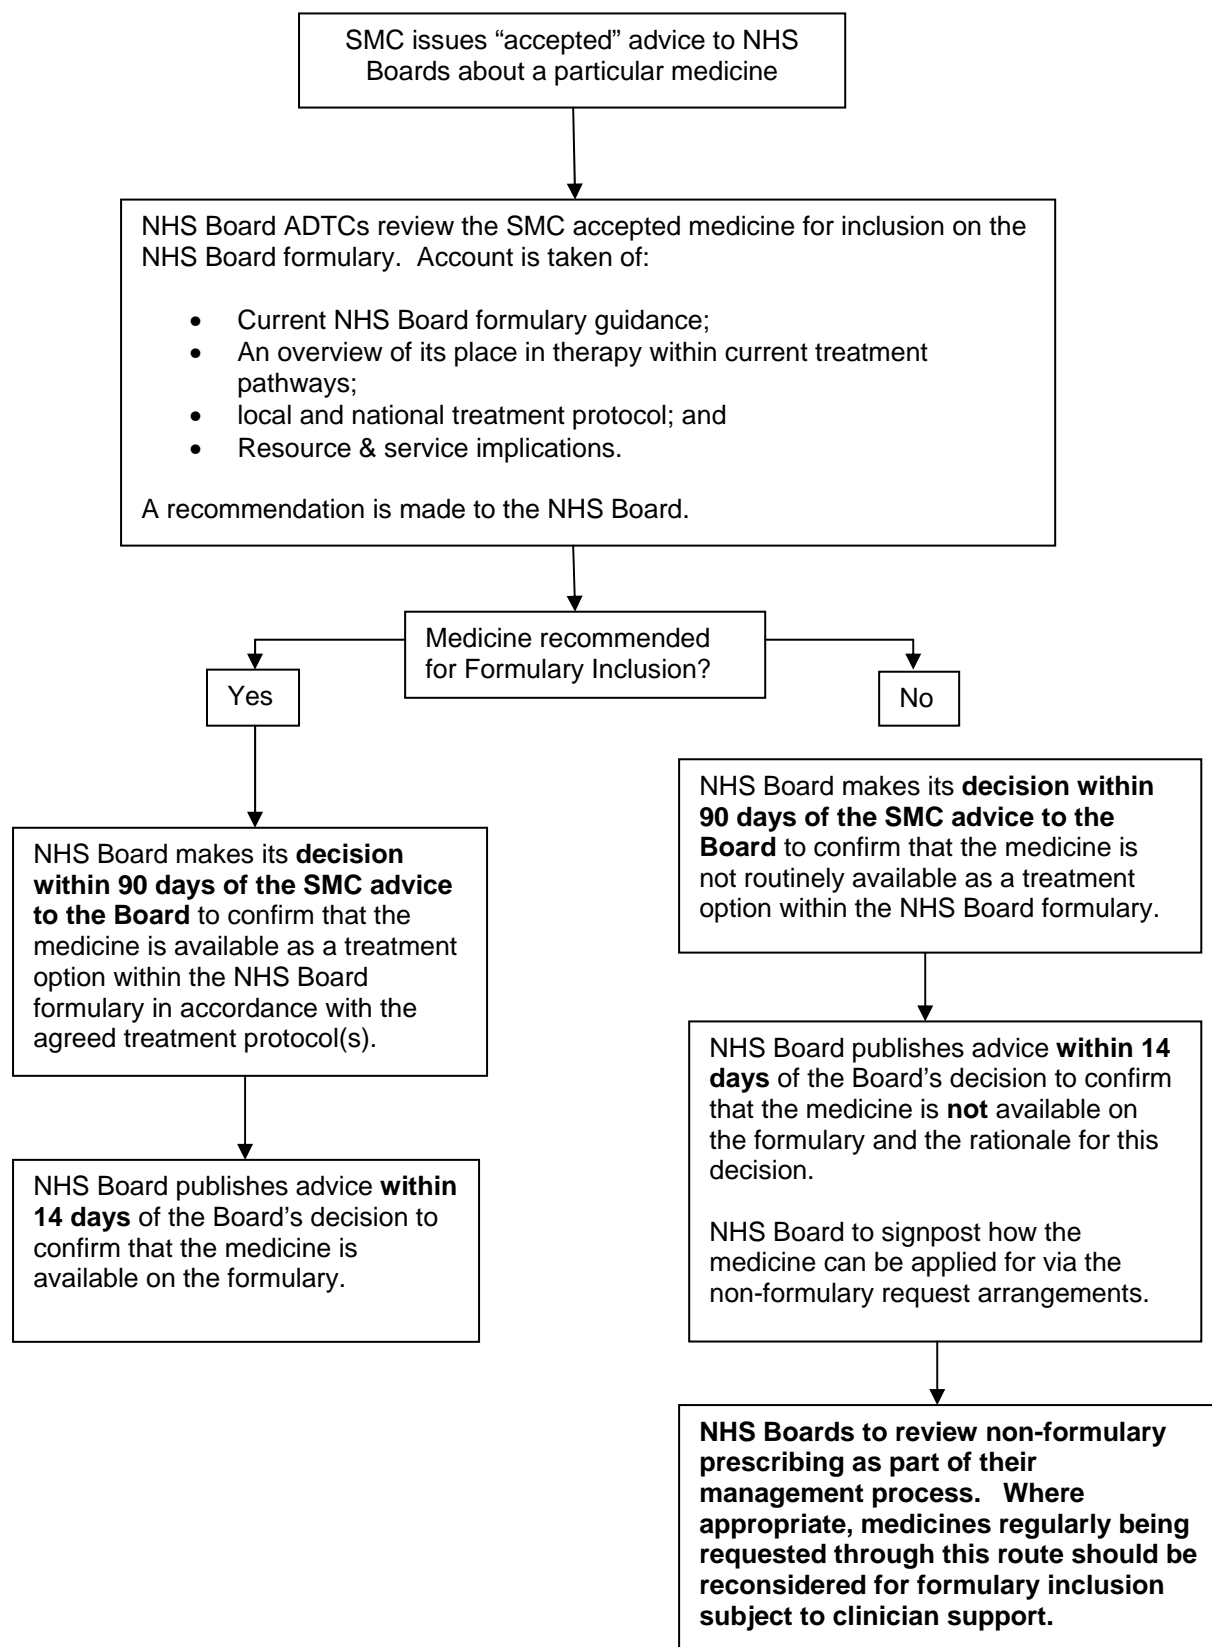 SMC issues “accepted” advice to NHS
Boards about a particular medicine
NHS Board ADTCs review the SMC accepted medicine for inclusion on the
NHS Board formulary.  Account is taken of:
• Current NHS Board formulary guidance;
• An overview of its place in therapy within current treatment
pathways;
• local and national treatment protocol; and
• Resource & service implications.
A recommendation is made to the NHS Board.
Medicine recommended
for Formulary Inclusion?
Yes
No
NHS Board makes its decision
within 90 days of the SMC advice
to the Board to confirm that the
medicine is available as a treatment
option within the NHS Board
formulary in accordance with the
agreed treatment protocol(s).
NHS Board publishes advice within
14 days of the Board’s decision to
confirm that the medicine is
available on the formulary.
NHS Board makes its decision within
90 days of the SMC advice to the
Board to confirm that the medicine is
not routinely available as a treatment
option within the NHS Board formulary.
NHS Board publishes advice within 14
days of the Board’s decision to confirm
that the medicine is not available on
the formulary and the rationale for this
decision.
NHS Board to signpost how the
medicine can be applied for via the
non-formulary request arrangements.
NHS Boards to review non-formulary
prescribing as part of their
management process.   Where
appropriate, medicines regularly being
requested through this route should be
reconsidered for formulary inclusion
subject to clinician support.